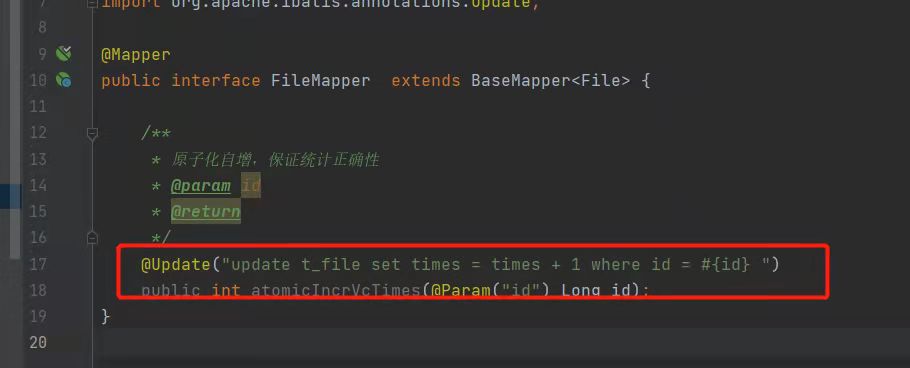 7 import org.apache.ibatis.annotations.Update;
8
9 @Mapper
10 public interface FileMapper  extends BaseMapper<File> {
11
12 /**
13 * 原子化自增，保证统计正确性
14 * @param id
15 * @return
16 */
17 @Update("update t_file set times = times + 1 where id = #{id} ")
18 public int atomicIncrVcTimes(@Param("id") Long id);
19 }
20